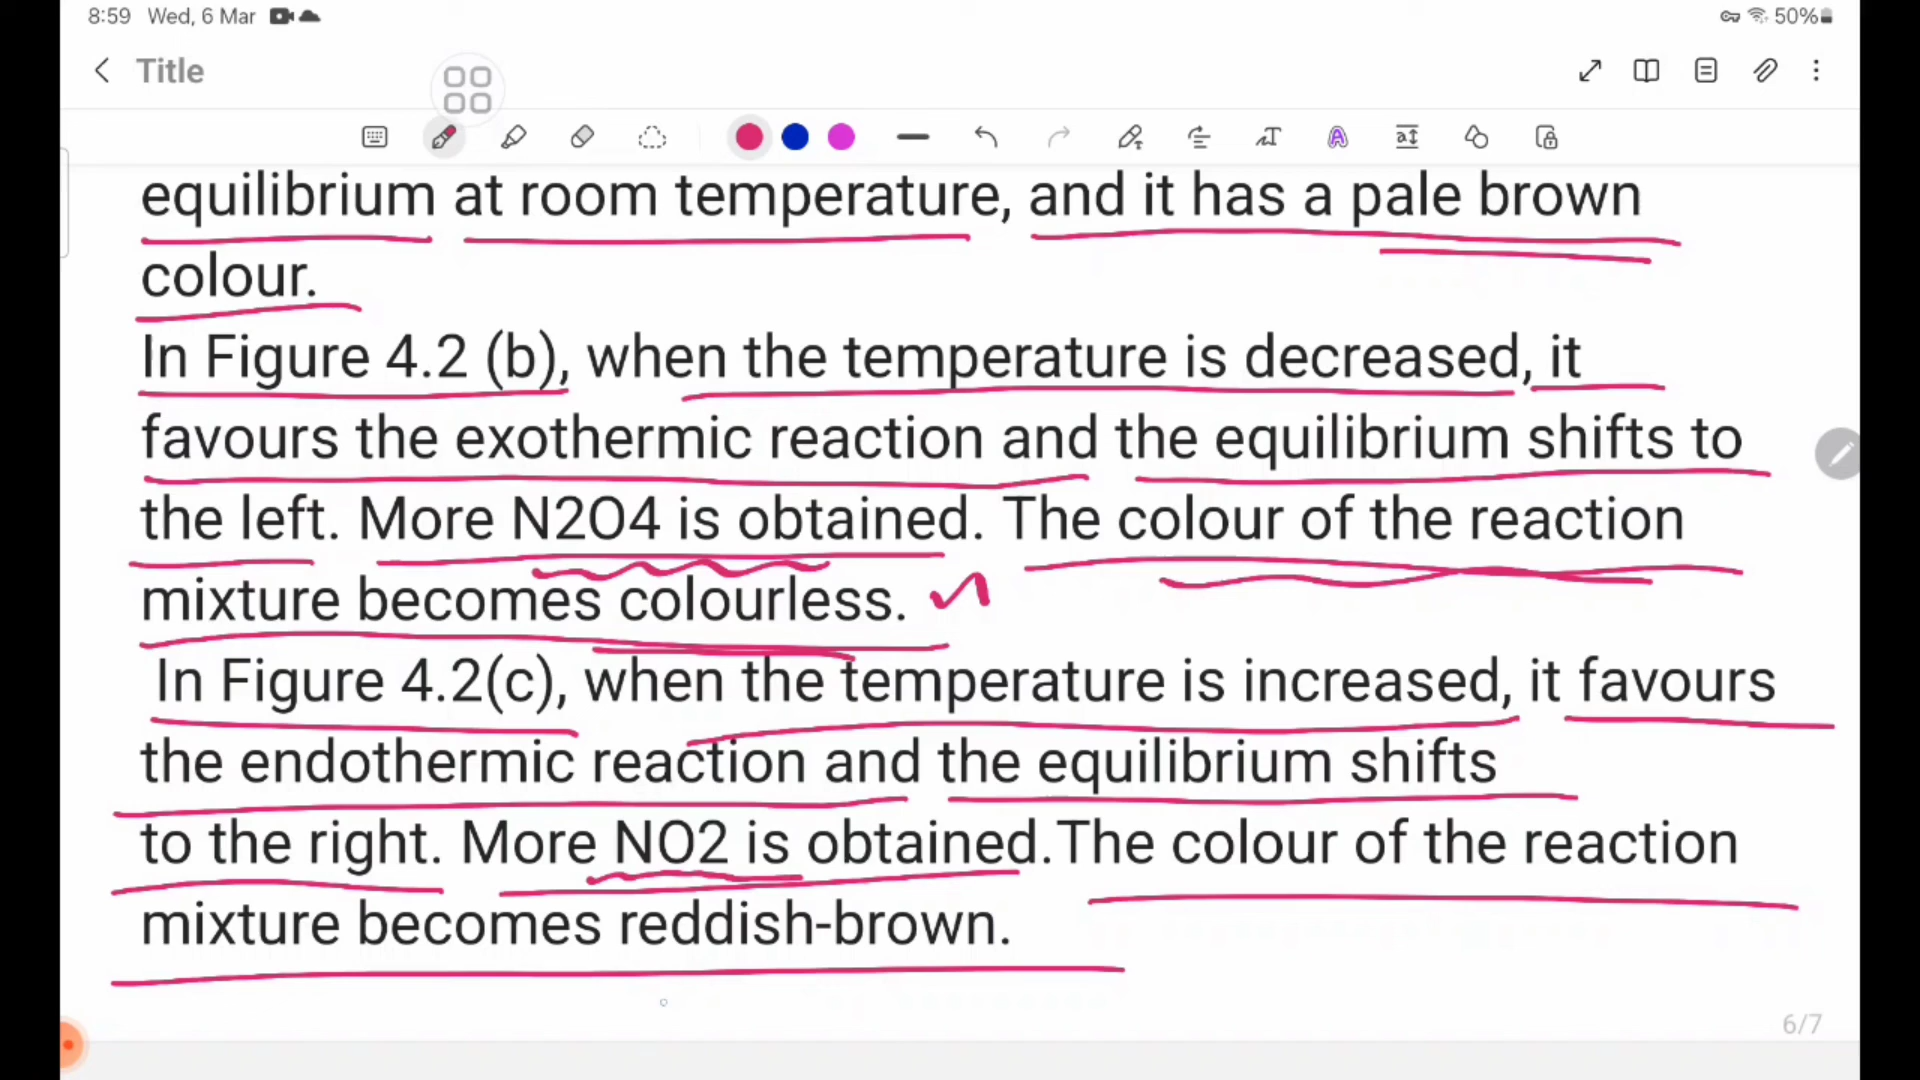 8:59 Wed, 6 Mar 50%
Title
equilibrium at room temperature, and it has a pale brown
colour.
In Figure 4.2 (b), when the temperature is decreased, it
favours the exothermic reaction and the equilibrium shifts to
the left. More N2O4 is obtained. The colour of the reaction
mixture becomes colourless.
In Figure 4.2(c), when the temperature is increased, it favours
the endothermic reaction and the equilibrium shifts
to the right. More NO2 is obtained.The colour of the reaction
mixture becomes reddish-brown.
6/7